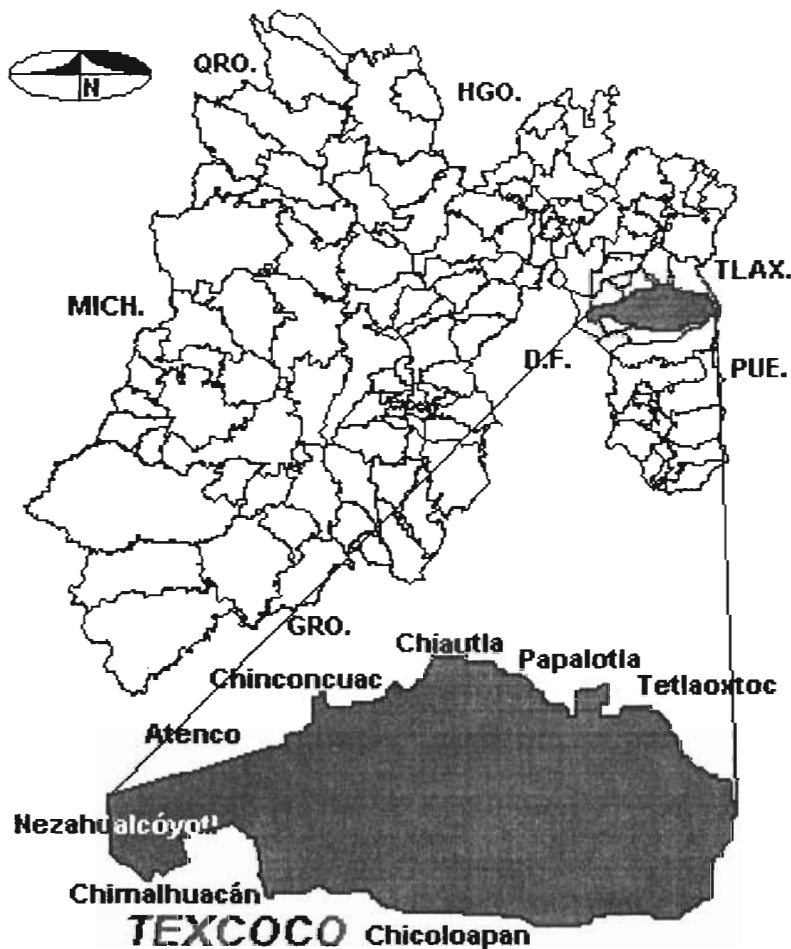 QRO.
N
HGO.
TLAX.
MICH.
D.F.
PUE.
GRO.
Chiautla
Papalotla
Chinconcuac
Tetlaoxtoc
Atenco
Nezahualcóyotl
Chimalhuacán
TEXCOCO
Chicoloapan